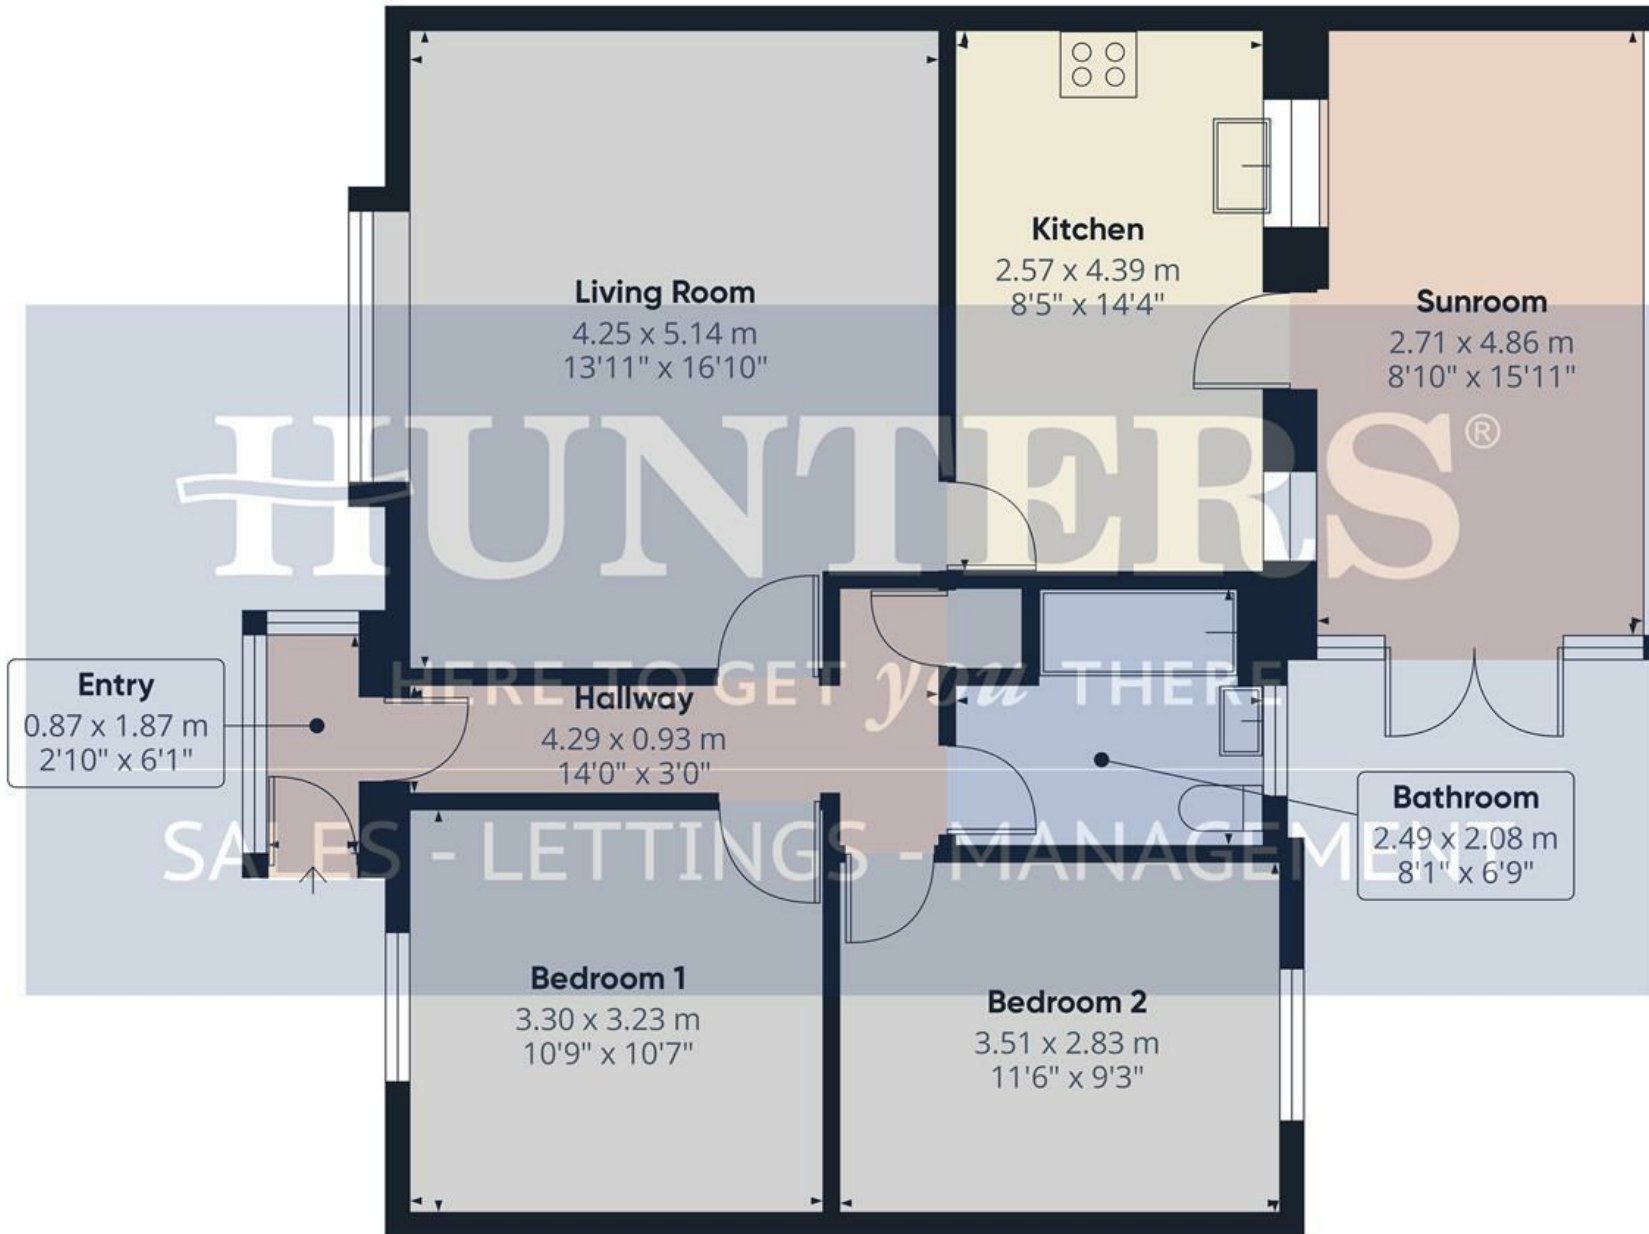 Living Room
4.25 x 5.14 m
13'11" x 16'10"
Kitchen
2.57 x 4.39 m
8'5" x 14'4"
Sunroom
2.71 x 4.86 m
8'10" x 15'11"
HUNTERS®
HERE TO GET you THERE
SALES - LETTINGS - MANAGEMENT
Entry
0.87 x 1.87 m
2'10" x 6'1"
Hallway
4.29 x 0.93 m
14'0" x 3'0"
Bathroom
2.49 x 2.08 m
8'1" x 6'9"
Bedroom 1
3.30 x 3.23 m
10'9" x 10'7"
Bedroom 2
3.51 x 2.83 m
11'6" x 9'3"